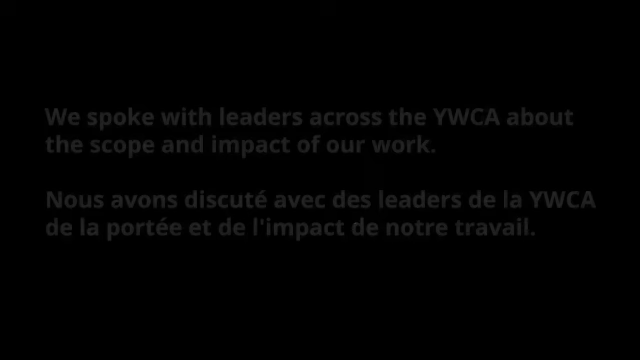 We spoke with leaders across the YWCA about
the scope and impact of our work.
Nous avons discuté avec des leaders de la YWCA
de la portée et de l'impact de notre travail.